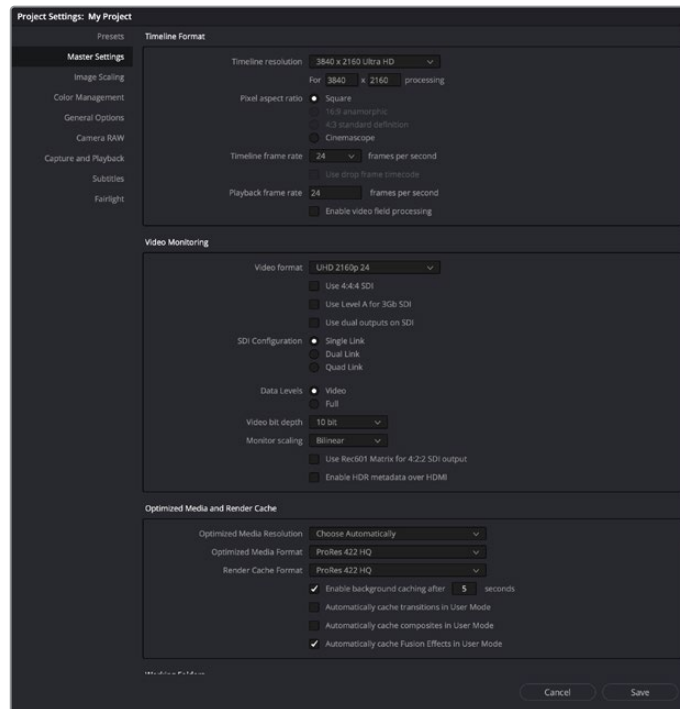 Project Settings: My Project
Presets
Master Settings
Image Scaling
Color Management
General Options
Camera RAW
Capture and Playback
Subtitles
Fairlight
Timeline Format
Timeline resolution 3840 x 2160 Ultra HD
For 3840 x 2160 processing
Pixel aspect ratio Square
16:9 anamorphic
4:3 standard definition
Cinemascope
Timeline frame rate 24 frames per second
Use drop frame timecode
Playback frame rate 24 frames per second
Enable video field processing
Video Monitoring
Video format UHD 2160p 24
Use 4:4:4 SDI
Use Level A for 3Gb SDI
Use dual outputs on SDI
SDI Configuration Single Link
Dual Link
Quad Link
Data Levels Video
Full
Video bit depth 10 bit
Monitor scaling Bilinear
Use Rec601 Matrix for 4:2:2 SDI output
Enable HDR metadata over HDMI
Optimized Media and Render Cache
Optimized Media Resolution Choose Automatically
Optimized Media Format ProRes 422 HQ
Render Cache Format ProRes 422 HQ
Enable background caching after 5 seconds
Automatically cache transitions in User Mode
Automatically cache composites in User Mode
Automatically cache Fusion Effects in User Mode
Cancel Save